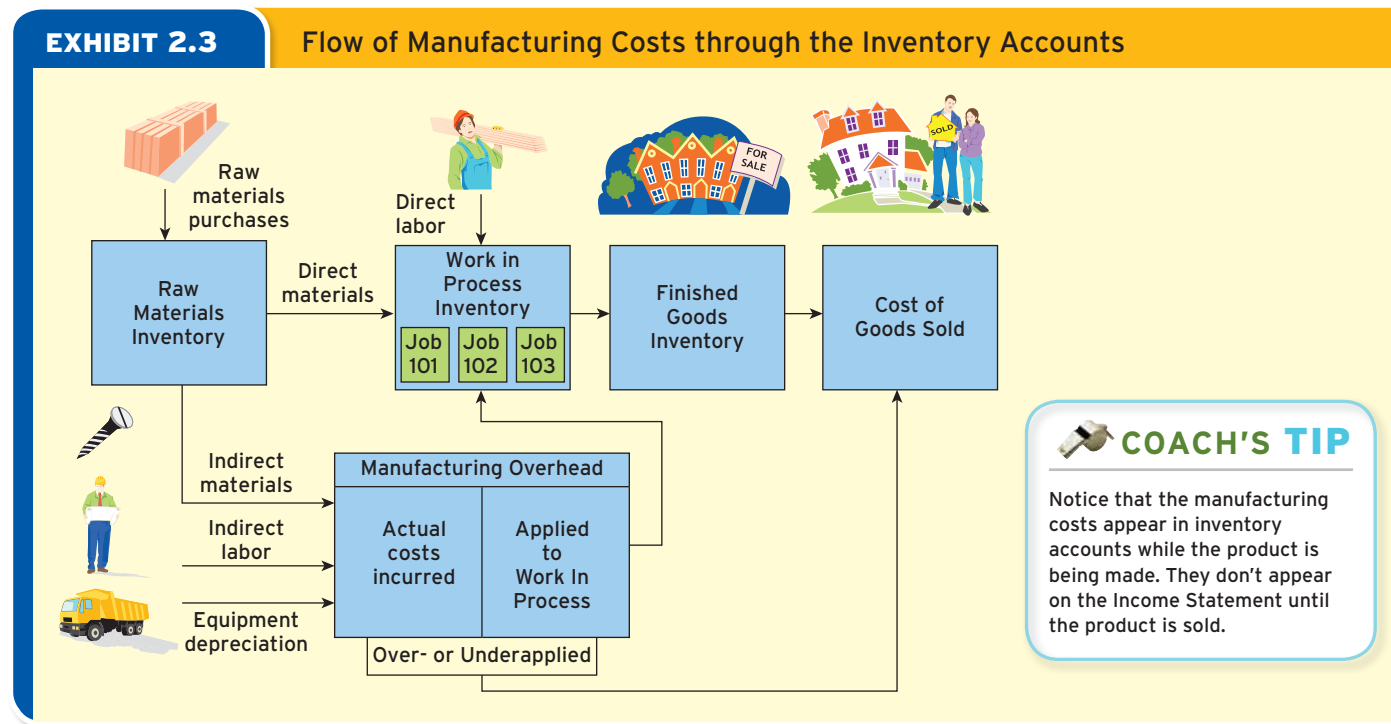 EXHIBIT 2.3
Flow of Manufacturing Costs through the Inventory Accounts
Raw
materials
purchases
Direct
labor
FOR
SALE
SOLD
Raw
Materials
Inventory
Direct
materials
Work in
Process
Inventory
Job
101
Job
102
Job
103
Finished
Goods
Inventory
Cost of
Goods Sold
Indirect
materials
Indirect
labor
Equipment
depreciation
Manufacturing Overhead
Actual
costs
incurred
Applied
to
Work In
Process
Over- or Underapplied
COACH'S TIP
Notice that the manufacturing
costs appear in inventory
accounts while the product is
being made. They don't appear
on the Income Statement until
the product is sold.